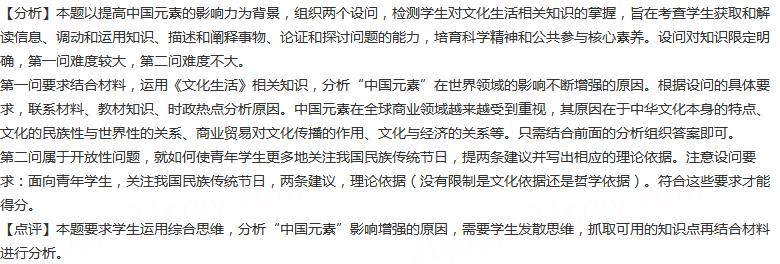 【分析】本题以提高中国元素的影响力为背景，组织两个设问，检测学生对文化生活相关知识的掌握，旨在考查学生获取和解
读信息、调动和运用知识、描述和阐释事物、论证和探讨问题的能力，培育科学精神和公共参与核心素养。设问对知识限定明
确，第一问难度较大，第二问难度不大。
第一问要求结合材料，运用《文化生活》相关知识，分析“中国元素”在世界领域的影响不断增强的原因。根据设问的具体要
求，联系材料、教材知识、时政热点分析原因。中国元素在全球商业领域越来越受到重视，其原因在于中华文化本身的特点、
文化的民族性与世界性的关系、商业贸易对文化传播的作用、文化与经济的关系等。只需结合前面的分析组织答案即可。
第二问属于开放性问题，就如何使青年学生更多地关注我国民族传统节日，提两条建议并写出相应的理论依据。注意设问要
求：面向青年学生，关注我国民族传统节日，两条建议，理论依据（没有限制是文化依据还是哲学依据）。符合这些要求才能
得分。
【点评】本题要求学生运用综合思维，分析“中国元素”影响增强的原因，需要学生发散思维，抓取可用的知识点再结合材料
进行分析。